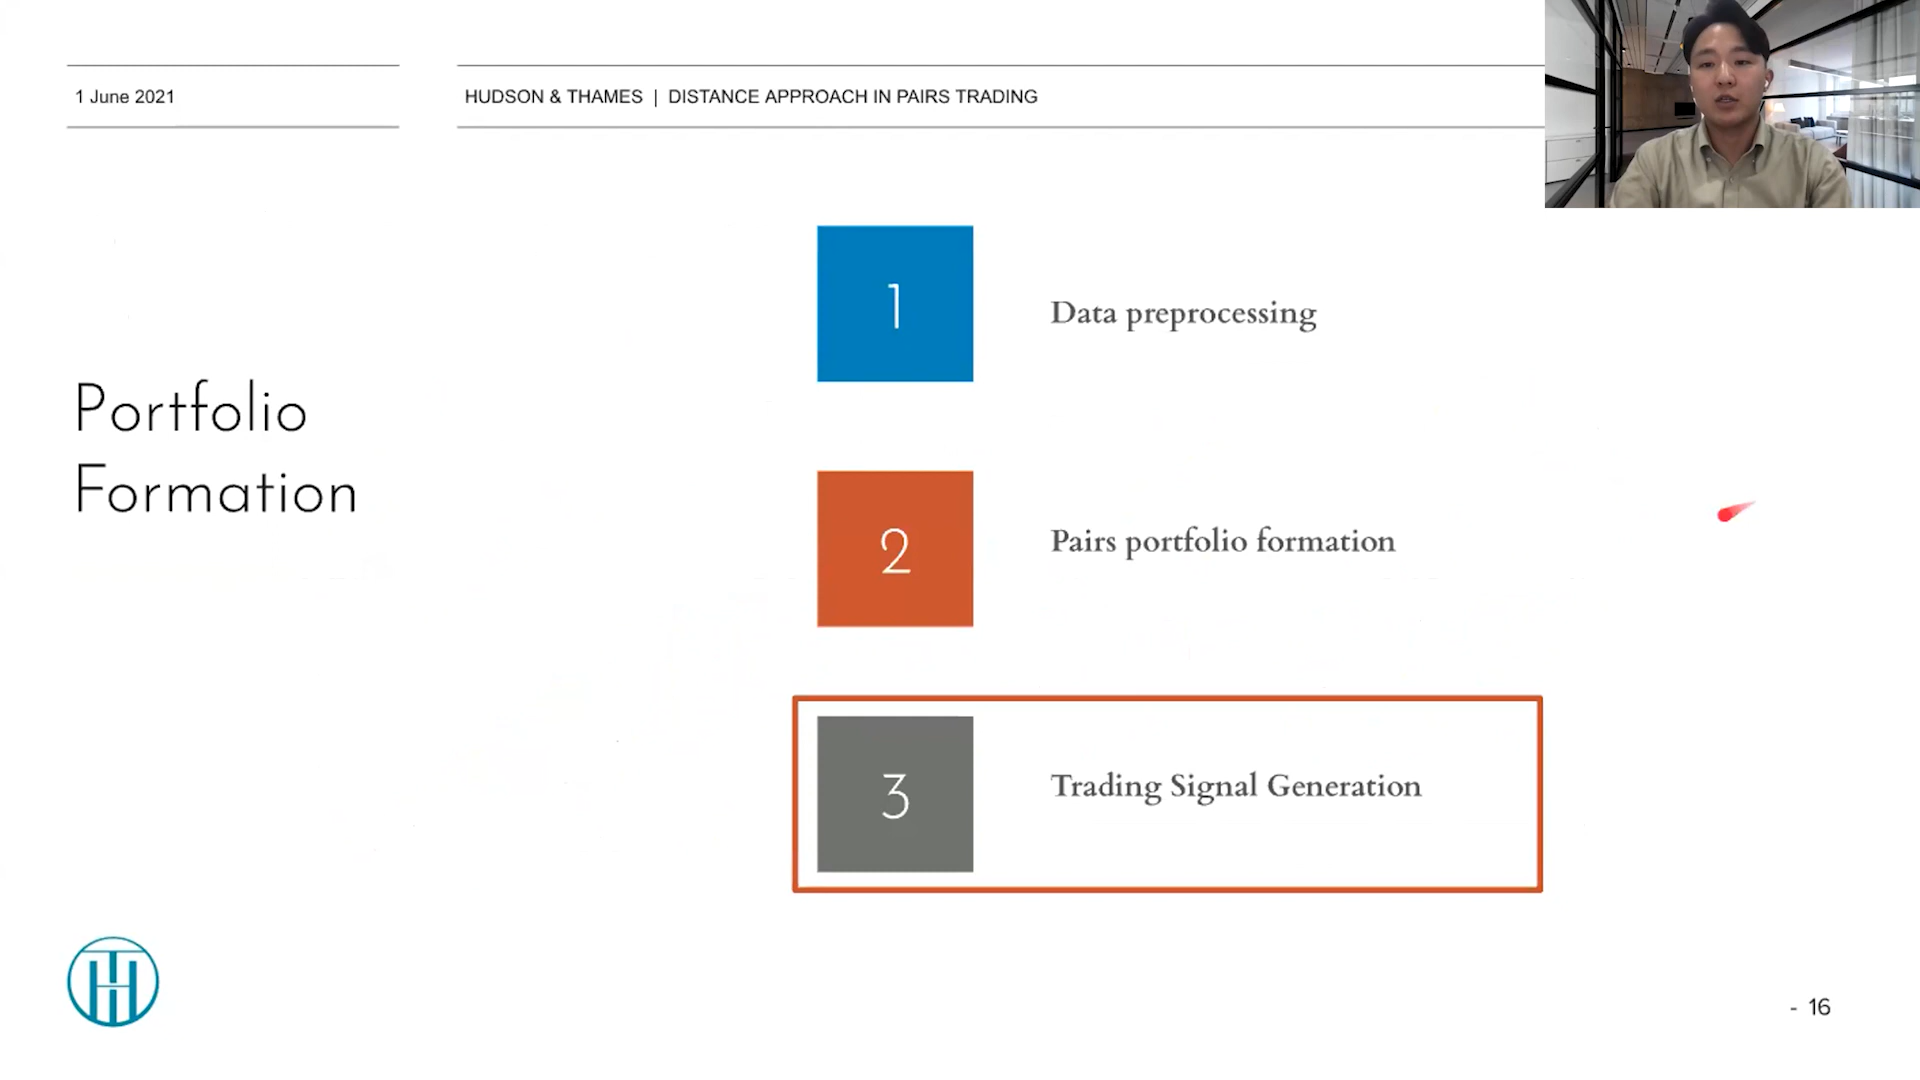 1 June 2021
HUDSON & THAMES | DISTANCE APPROACH IN PAIRS TRADING
Portfolio
Formation
1
Data preprocessing
2
Pairs portfolio formation
3
Trading Signal Generation
HT
- 16